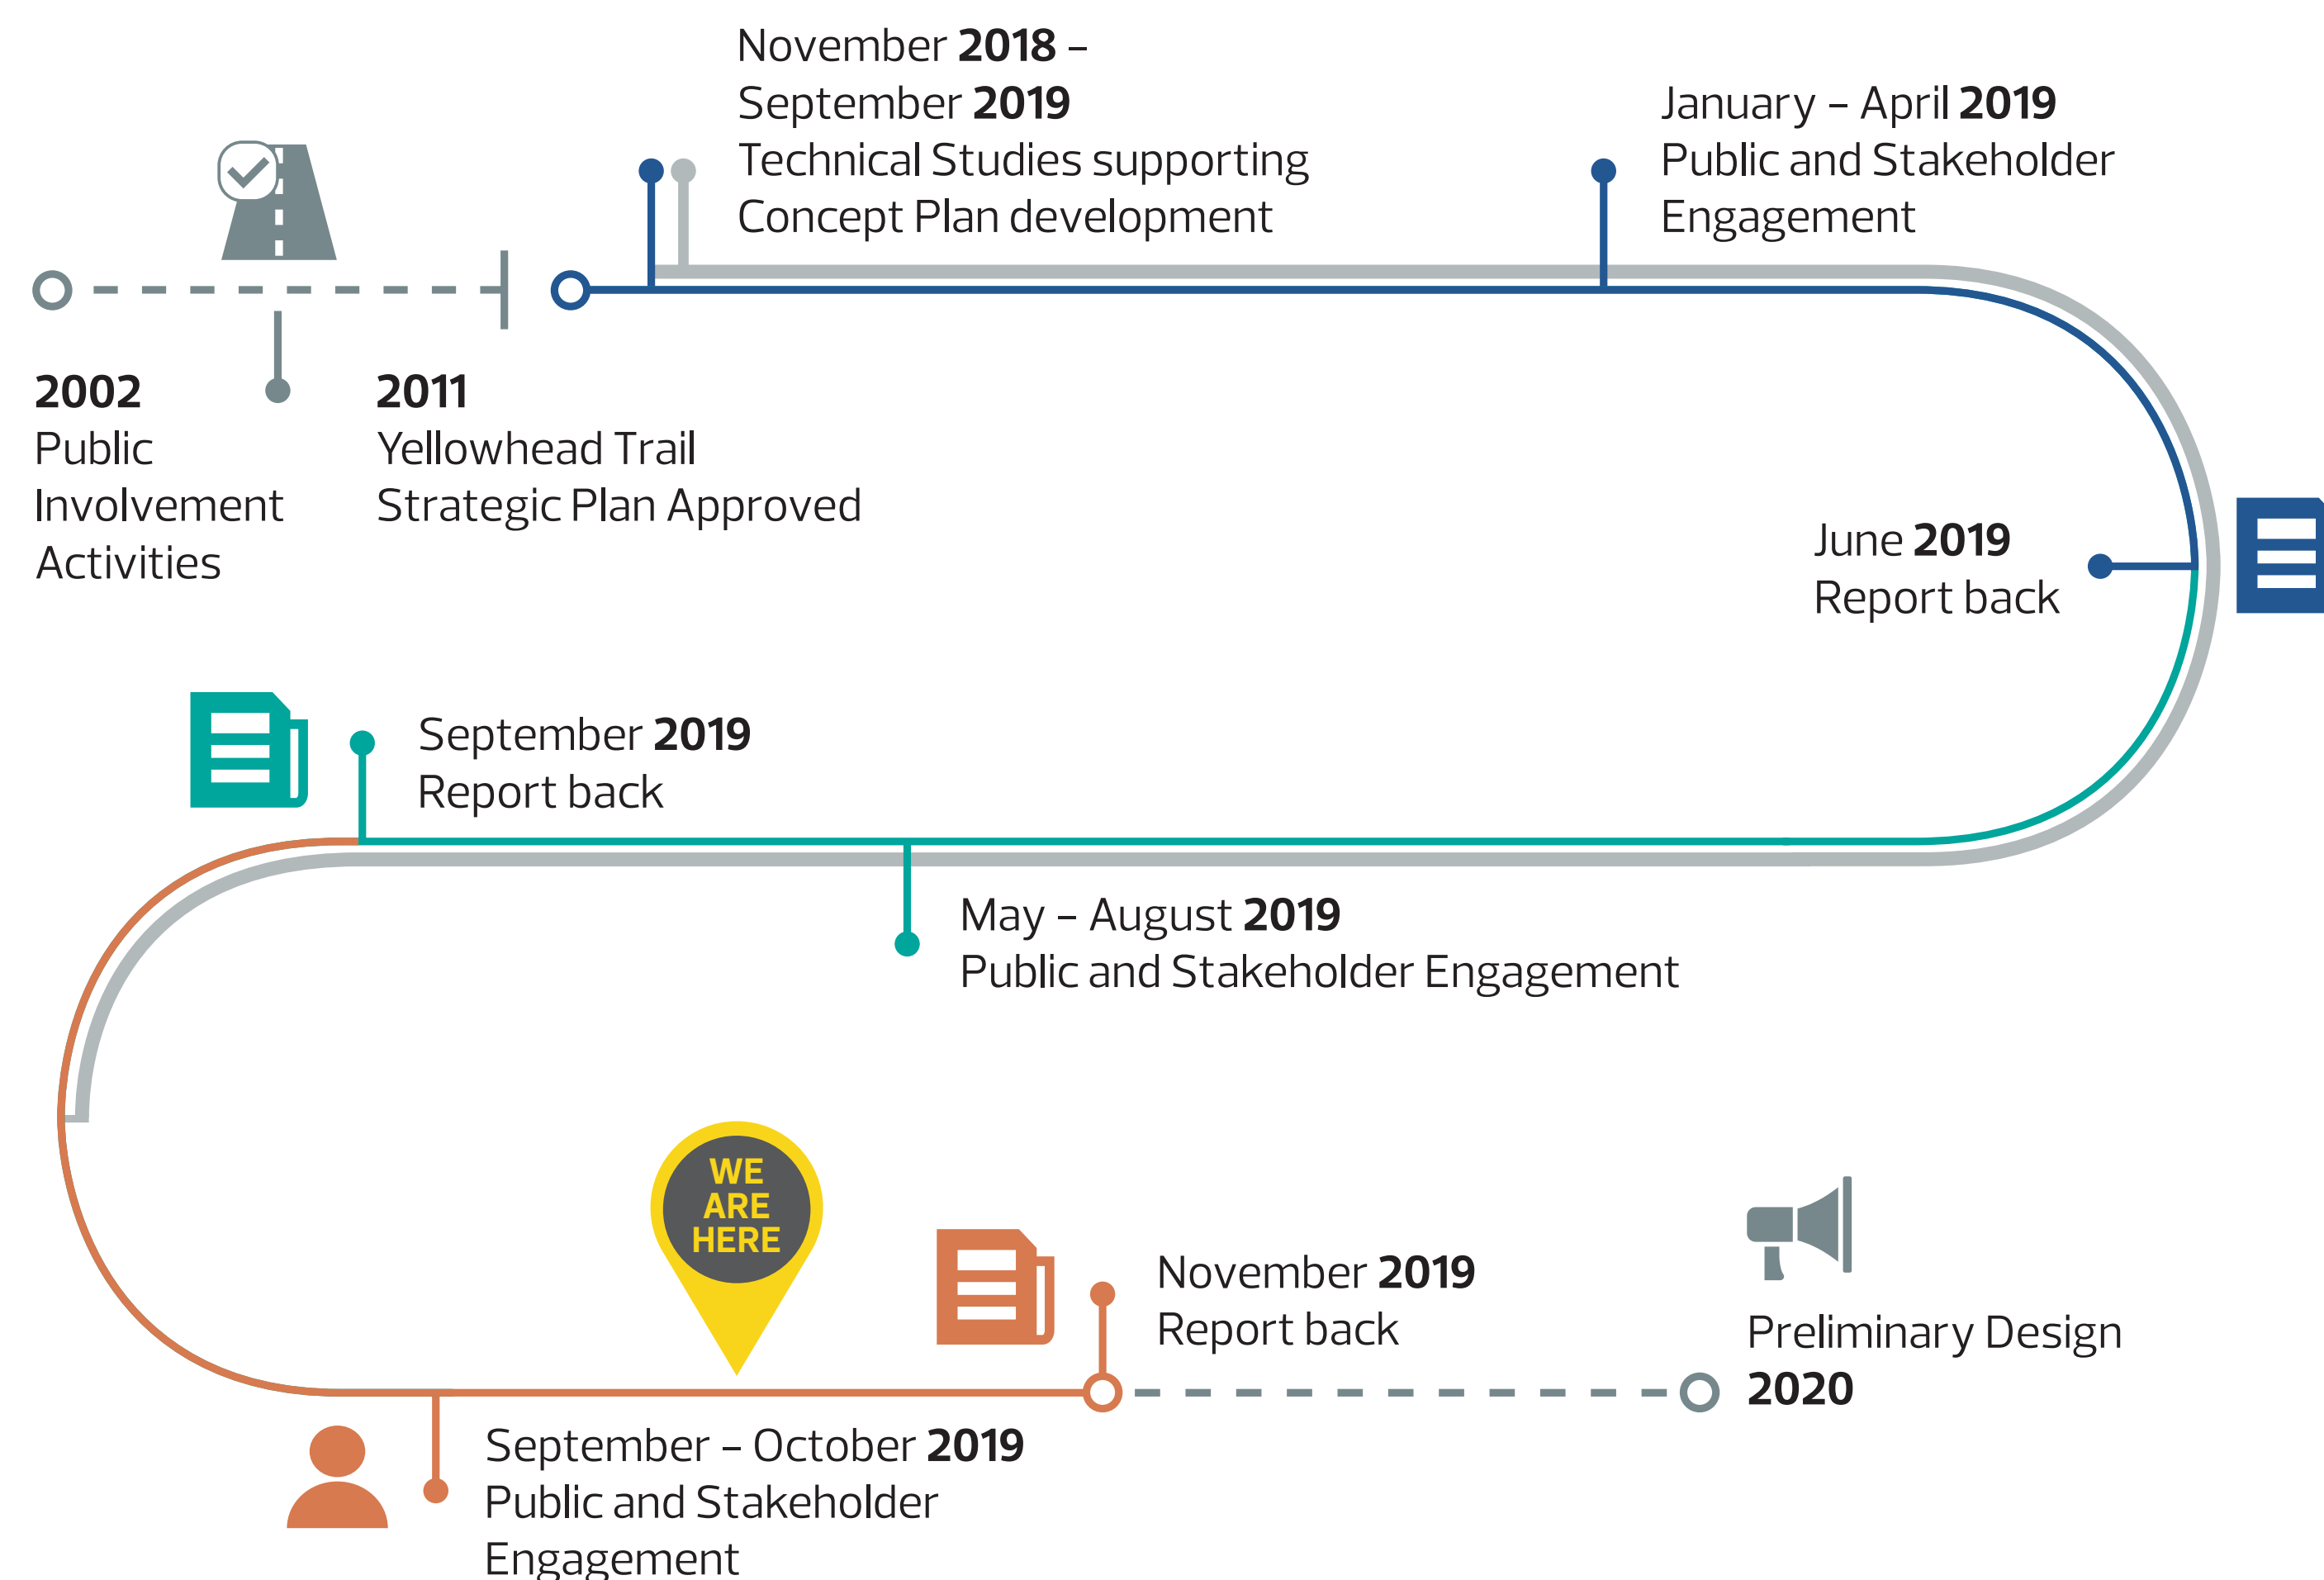 November 2018 –
September 2019
Technical Studies supporting
Concept Plan development
January – April 2019
Public and Stakeholder
Engagement
2002
Public
Involvement
Activities
2011
Yellowhead Trail
Strategic Plan Approved
June 2019
Report back
September 2019
Report back
May – August 2019
Public and Stakeholder Engagement
WE
ARE
HERE
November 2019
Report back
Preliminary Design
2020
September – October 2019
Public and Stakeholder
Engagement